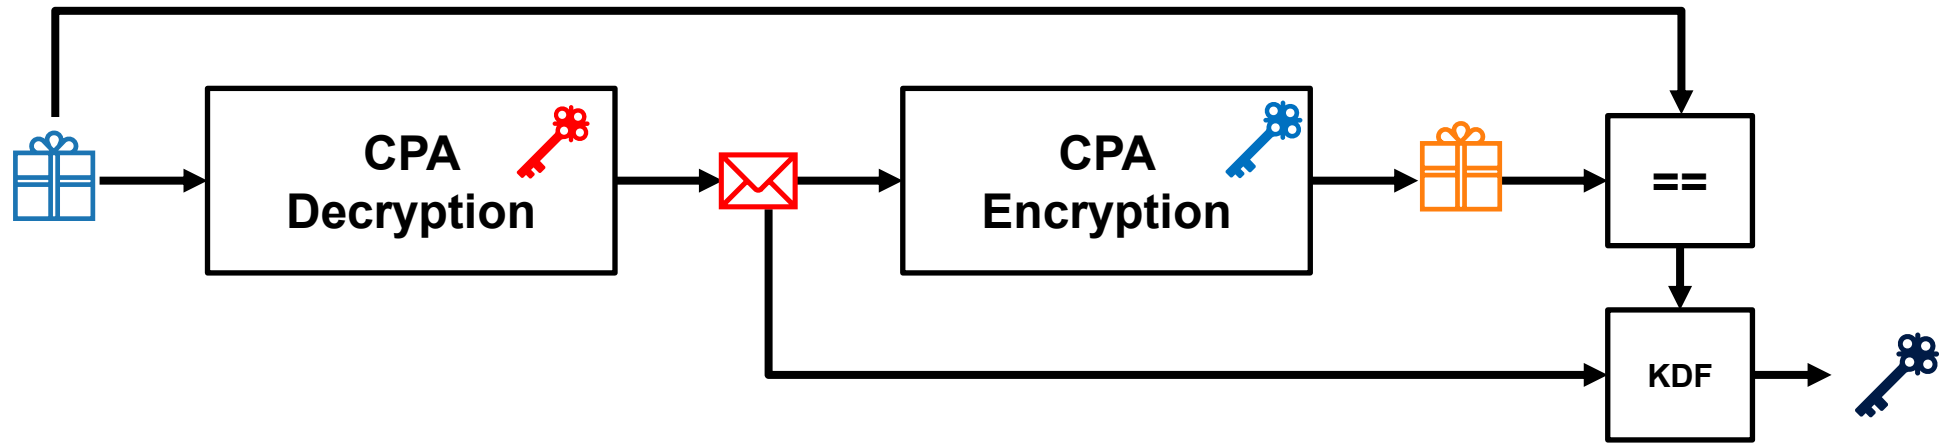 CPA
Decryption
CPA
Encryption
==
KDF